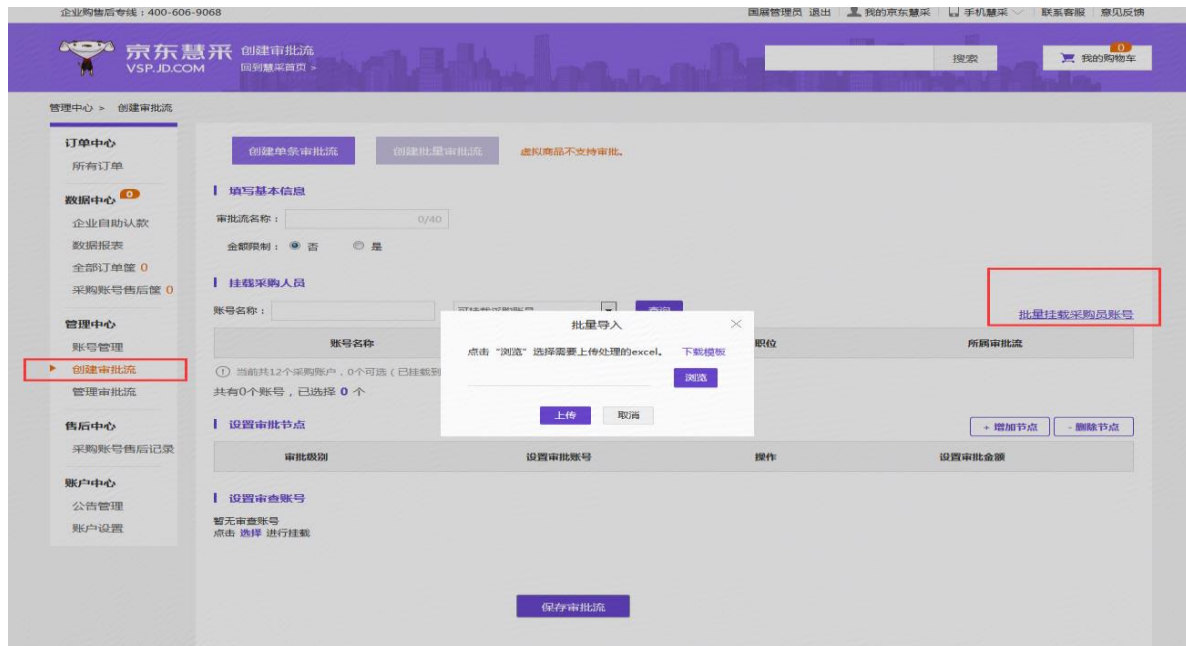 企业购售后专线：400-606-9068 国展管理员 退出 我的京东慧采 手机慧采 联系客服 意见反馈
京东慧采 创建审批流 搜索 0 我的购物车
VSP.JD.COM 回到慧采首页 >
管理中心 > 创建审批流
订单中心
所有订单
数据中心 0
企业自助认款
数据报表
全部订单筐 0
采购账号售后筐 0
管理中心
账号管理
创建审批流
管理审批流
售后中心
采购账号售后记录
账户中心
公告管理
账户设置
创建单条审批流 创建批量审批流 虚拟商品不支持审批。
填写基本信息
审批流名称： 0/40
金额限制： 否 是
挂载采购人员
账号名称： 批量挂载采购员账号
账号名称 职位 所属审批流
当前共12个采购账户，0个可选（已挂载到
共有0个账号，已选择 0 个
批量导入
点击“浏览”选择需要上传处理的excel。 下载模板
浏览
上传 取消
设置审批节点 + 增加节点 - 删除节点
审批级别 设置审批账号 操作 设置审批金额
设置审查账号
暂无审查账号
点击 选择 进行挂载
保存审批流